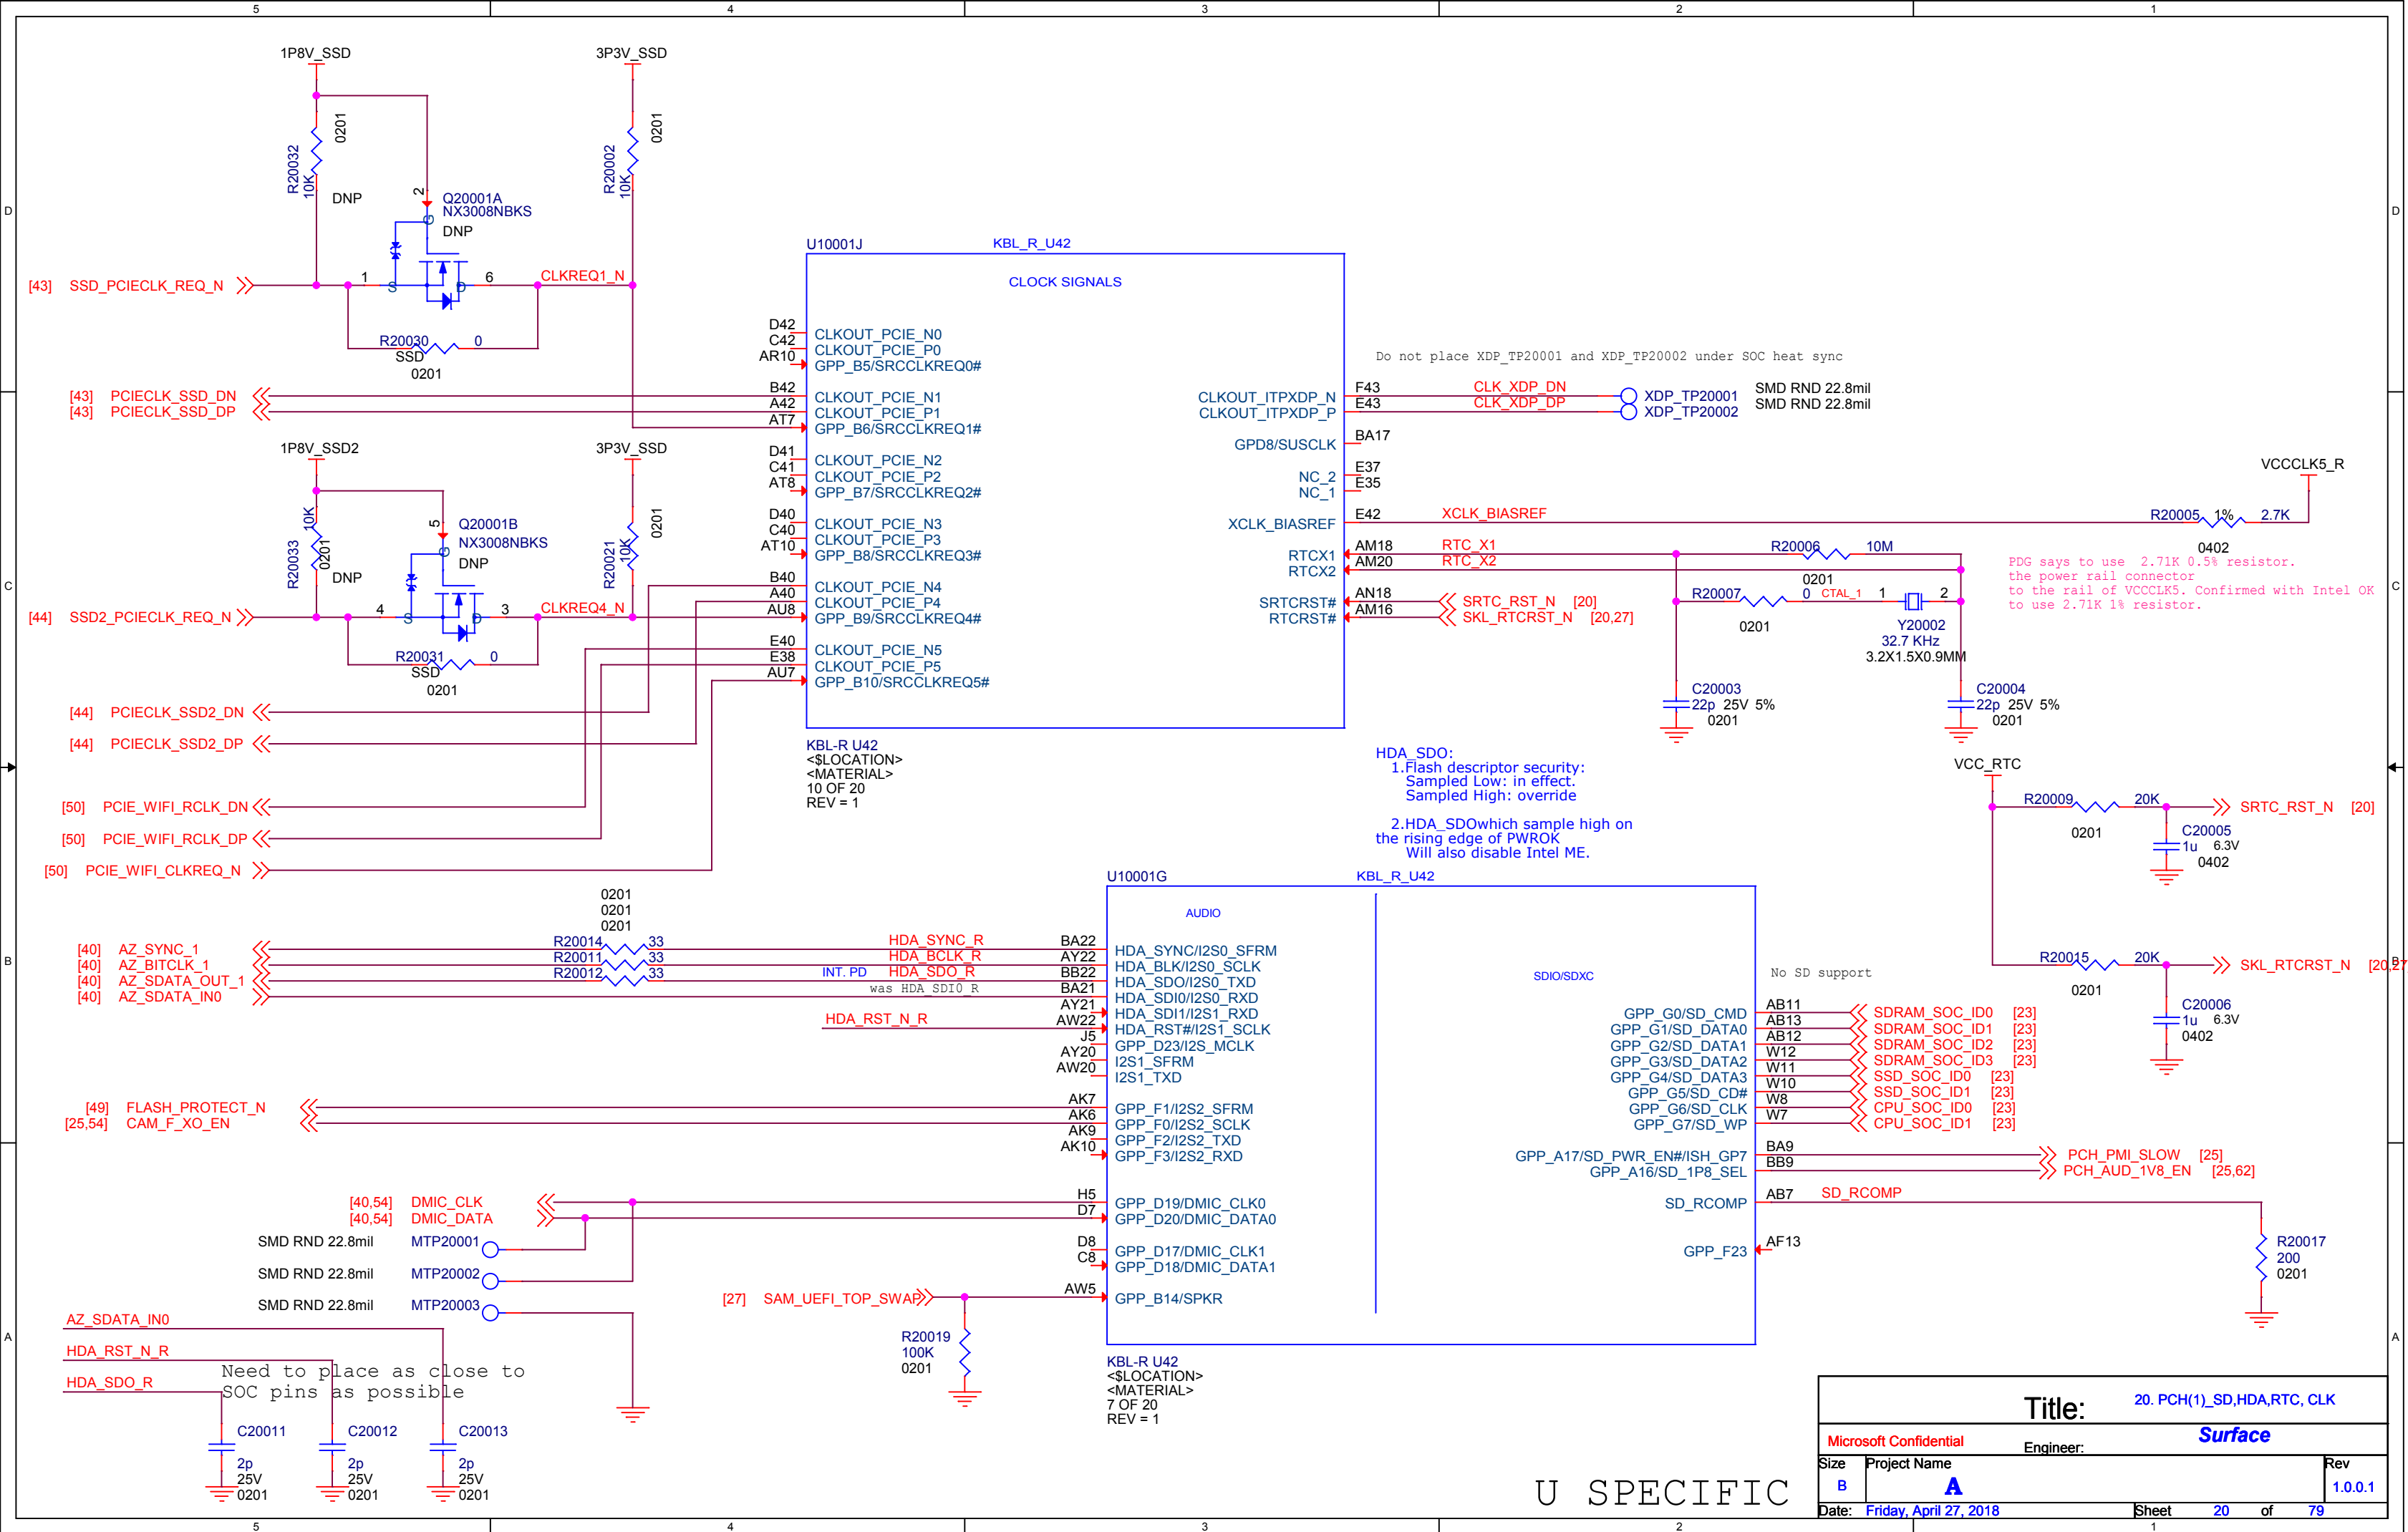 5 4 3 2 1
D
C
B
A
1P8V_SSD
3P3V_SSD
R20032
10K
0201
DNP
R20002
10K
0201
2
Q20001A
NX3008NBKS
DNP
G
S
D
[43] SSD_PCIECLK_REQ_N
1
6
CLKREQ1_N
R20030 0
SSD
0201
[43] PCIECLK_SSD_DN
[43] PCIECLK_SSD_DP
1P8V_SSD2
3P3V_SSD
R20033
10K
0201
DNP
R20021
10K
0201
5
Q20001B
NX3008NBKS
DNP
G
S
D
[44] SSD2_PCIECLK_REQ_N
4
3
CLKREQ4_N
R20031 0
SSD
0201
[44] PCIECLK_SSD2_DN
[44] PCIECLK_SSD2_DP
[50] PCIE_WIFI_RCLK_DN
[50] PCIE_WIFI_RCLK_DP
[50] PCIE_WIFI_CLKREQ_N
U10001J
KBL_R_U42
CLOCK SIGNALS
D42 CLKOUT_PCIE_N0
C42 CLKOUT_PCIE_P0
AR10 GPP_B5/SRCCLKREQ0#
B42 CLKOUT_PCIE_N1
A42 CLKOUT_PCIE_P1
AT7 GPP_B6/SRCCLKREQ1#
D41 CLKOUT_PCIE_N2
C41 CLKOUT_PCIE_P2
AT8 GPP_B7/SRCCLKREQ2#
D40 CLKOUT_PCIE_N3
C40 CLKOUT_PCIE_P3
AT10 GPP_B8/SRCCLKREQ3#
B40 CLKOUT_PCIE_N4
A40 CLKOUT_PCIE_P4
AU8 GPP_B9/SRCCLKREQ4#
E40 CLKOUT_PCIE_N5
E38 CLKOUT_PCIE_P5
AU7 GPP_B10/SRCCLKREQ5#
Do not place XDP_TP20001 and XDP_TP20002 under SOC heat sync
CLKOUT_ITPXDP_N F43 CLK_XDP_DN XDP_TP20001 SMD RND 22.8mil
CLKOUT_ITPXDP_P E43 CLK_XDP_DP XDP_TP20002 SMD RND 22.8mil
GPD8/SUSCLK BA17
NC_2 E37
NC_1 E35
XCLK_BIASREF E42 XCLK_BIASREF
RTCX1 AM18 RTC_X1
RTCX2 AM20 RTC_X2
SRTCRST# AN18 SRTC_RST_N [20]
RTCRST# AM16 SKL_RTCRST_N [20,27]
VCCCLK5_R
R20005 1% 2.7K
0402
PDG says to use 2.71K 0.5% resistor.
the power rail connector
to the rail of VCCCLK5. Confirmed with Intel OK
to use 2.71K 1% resistor.
R20006 10M
0201
R20007 0 CTAL_1 1 2
0201
Y20002
32.7 KHz
3.2X1.5X0.9MM
C20003
22p 25V 5%
0201
C20004
22p 25V 5%
0201
KBL-R U42
<$LOCATION>
<MATERIAL>
10 OF 20
REV = 1
HDA_SDO:
1.Flash descriptor security:
Sampled Low: in effect.
Sampled High: override
2.HDA_SDOwhich sample high on
the rising edge of PWROK
Will also disable Intel ME.
VCC_RTC
R20009 20K SRTC_RST_N [20]
0201
C20005
1u 6.3V
0402
R20015 20K SKL_RTCRST_N [20,27
0201
C20006
1u 6.3V
0402
U10001G
KBL_R_U42
AUDIO
SDIO/SDXC
No SD support
0201
0201
0201
[40] AZ_SYNC_1 R20014 33 HDA_SYNC_R BA22 HDA_SYNC/I2S0_SFRM
[40] AZ_BITCLK_1 R20011 33 HDA_BCLK_R AY22 HDA_BLK/I2S0_SCLK
[40] AZ_SDATA_OUT_1 R20012 33 INT. PD HDA_SDO_R BB22 HDA_SDO/I2S0_TXD
[40] AZ_SDATA_IN0 was HDA_SDI0_R BA21 HDA_SDI0/I2S0_RXD
AY21 HDA_SDI1/I2S1_RXD
HDA_RST_N_R AW22 HDA_RST#/I2S1_SCLK
J5 GPP_D23/I2S_MCLK
AY20 I2S1_SFRM
AW20 I2S1_TXD
[49] FLASH_PROTECT_N AK7 GPP_F1/I2S2_SFRM
[25,54] CAM_F_XO_EN AK6 GPP_F0/I2S2_SCLK
AK9 GPP_F2/I2S2_TXD
AK10 GPP_F3/I2S2_RXD
[40,54] DMIC_CLK H5 GPP_D19/DMIC_CLK0
[40,54] DMIC_DATA D7 GPP_D20/DMIC_DATA0
D8 GPP_D17/DMIC_CLK1
C8 GPP_D18/DMIC_DATA1
[27] SAM_UEFI_TOP_SWAP AW5 GPP_B14/SPKR
SMD RND 22.8mil MTP20001
SMD RND 22.8mil MTP20002
SMD RND 22.8mil MTP20003
R20019
100K
0201
GPP_G0/SD_CMD AB11 SDRAM_SOC_ID0 [23]
GPP_G1/SD_DATA0 AB13 SDRAM_SOC_ID1 [23]
GPP_G2/SD_DATA1 AB12 SDRAM_SOC_ID2 [23]
GPP_G3/SD_DATA2 W12 SDRAM_SOC_ID3 [23]
GPP_G4/SD_DATA3 W11 SSD_SOC_ID0 [23]
GPP_G5/SD_CD# W10 SSD_SOC_ID1 [23]
GPP_G6/SD_CLK W8 CPU_SOC_ID0 [23]
GPP_G7/SD_WP W7 CPU_SOC_ID1 [23]
GPP_A17/SD_PWR_EN#/ISH_GP7 BA9 PCH_PMI_SLOW [25]
GPP_A16/SD_1P8_SEL BB9 PCH_AUD_1V8_EN [25,62]
SD_RCOMP AB7 SD_RCOMP
GPP_F23 AF13
R20017
200
0201
KBL-R U42
<$LOCATION>
<MATERIAL>
7 OF 20
REV = 1
AZ_SDATA_IN0
HDA_RST_N_R
HDA_SDO_R
Need to place as close to
SOC pins as possible
C20011
2p
25V
0201
C20012
2p
25V
0201
C20013
2p
25V
0201
U SPECIFIC
Title: 20. PCH(1)_SD,HDA,RTC, CLK
Microsoft Confidential Engineer: Surface
Size Project Name Rev
B A 1.0.0.1
Date: Friday, April 27, 2018 Sheet 20 of 79
D
C
B
A
5 4 3 2 1